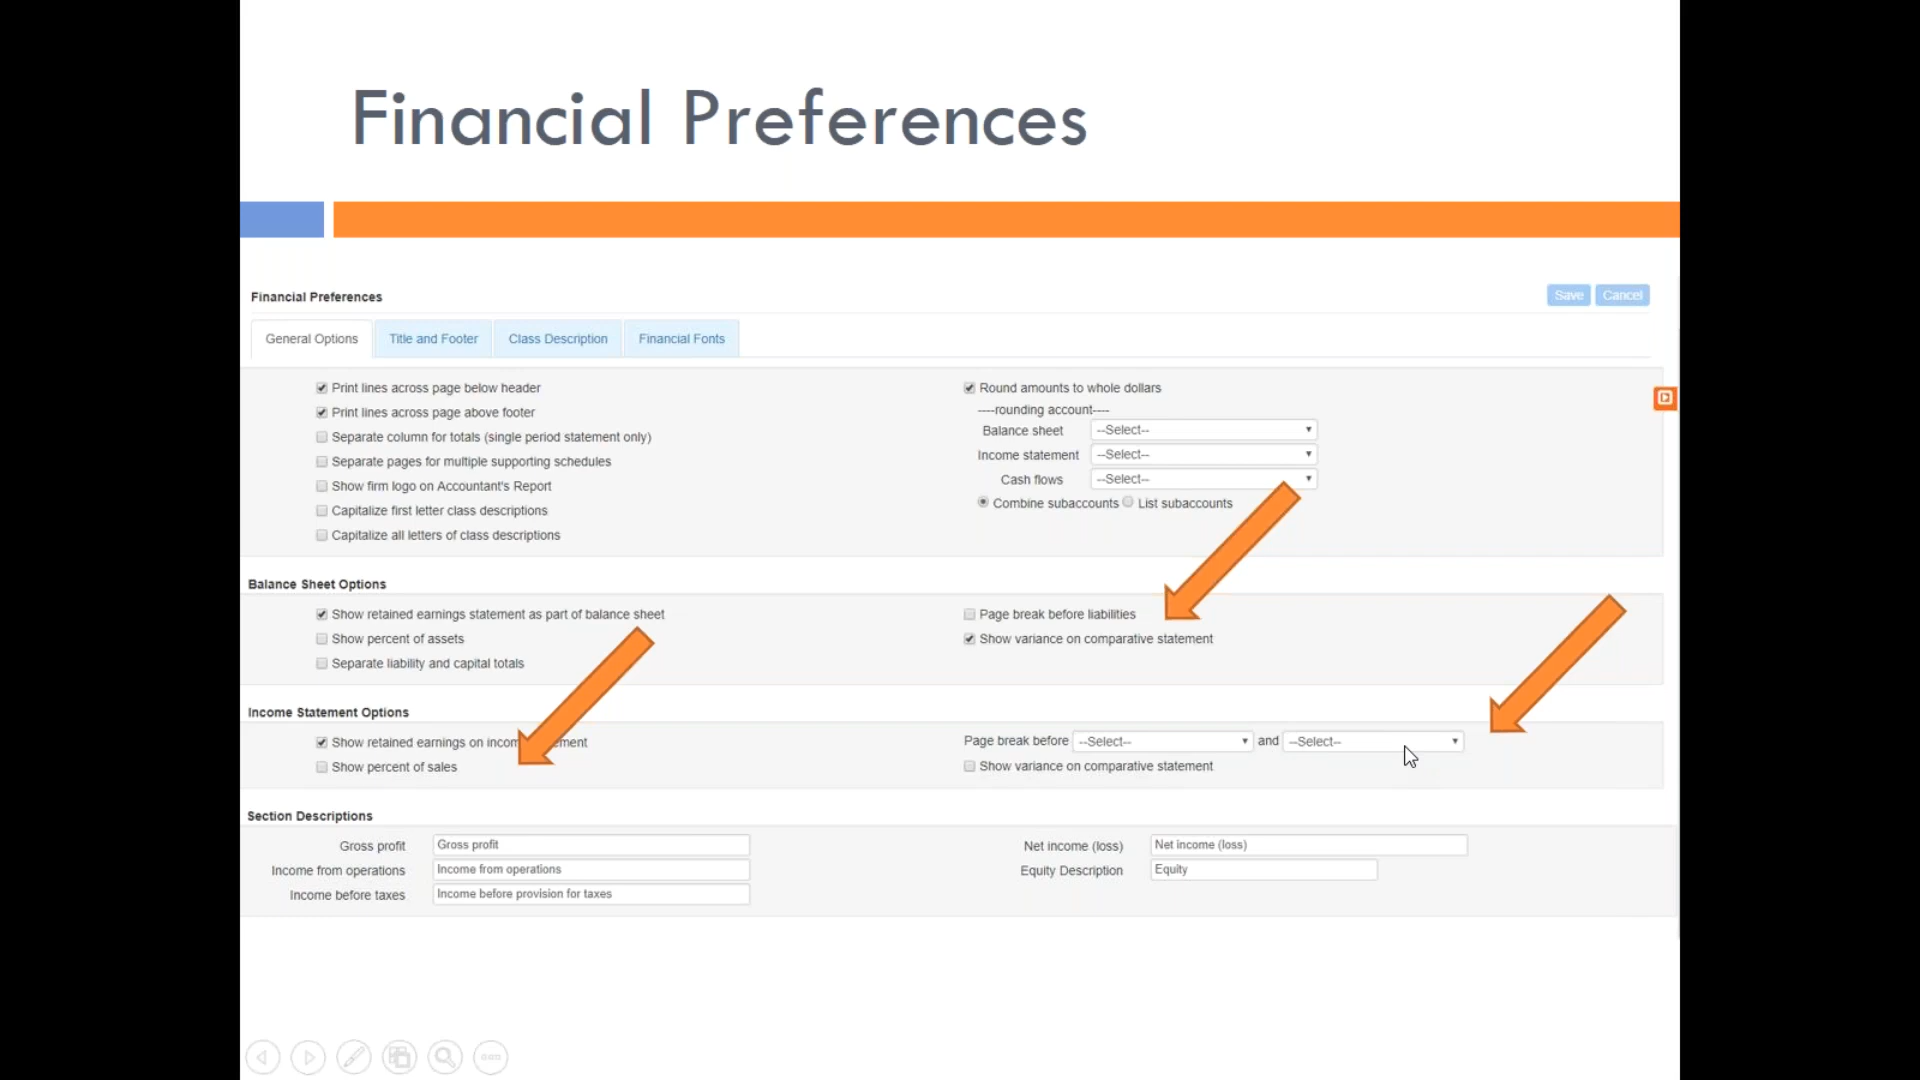 Financial Preferences
Financial Preferences
Save Cancel
General Options Title and Footer Class Description Financial Fonts
Print lines across page below header
Print lines across page above footer
Separate column for totals (single period statement only)
Separate pages for multiple supporting schedules
Show firm logo on Accountant's Report
Capitalize first letter class descriptions
Capitalize all letters of class descriptions
Round amounts to whole dollars
----rounding account----
Balance sheet --Select--
Income statement --Select--
Cash flows --Select--
Combine subaccounts List subaccounts
Balance Sheet Options
Show retained earnings statement as part of balance sheet
Show percent of assets
Separate liability and capital totals
Page break before liabilities
Show variance on comparative statement
Income Statement Options
Show retained earnings on incom ement
Show percent of sales
Page break before --Select-- and --Select--
Show variance on comparative statement
Section Descriptions
Gross profit Gross profit
Income from operations Income from operations
Income before taxes Income before provision for taxes
Net income (loss) Net income (loss)
Equity Description Equity